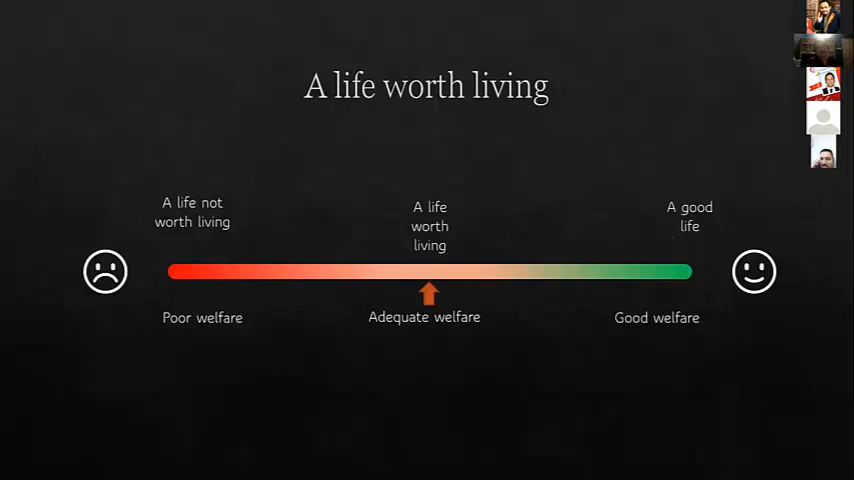 A life worth living
A life not
worth living
A life
worth
living
A good
life
Poor welfare
Adequate welfare
Good welfare